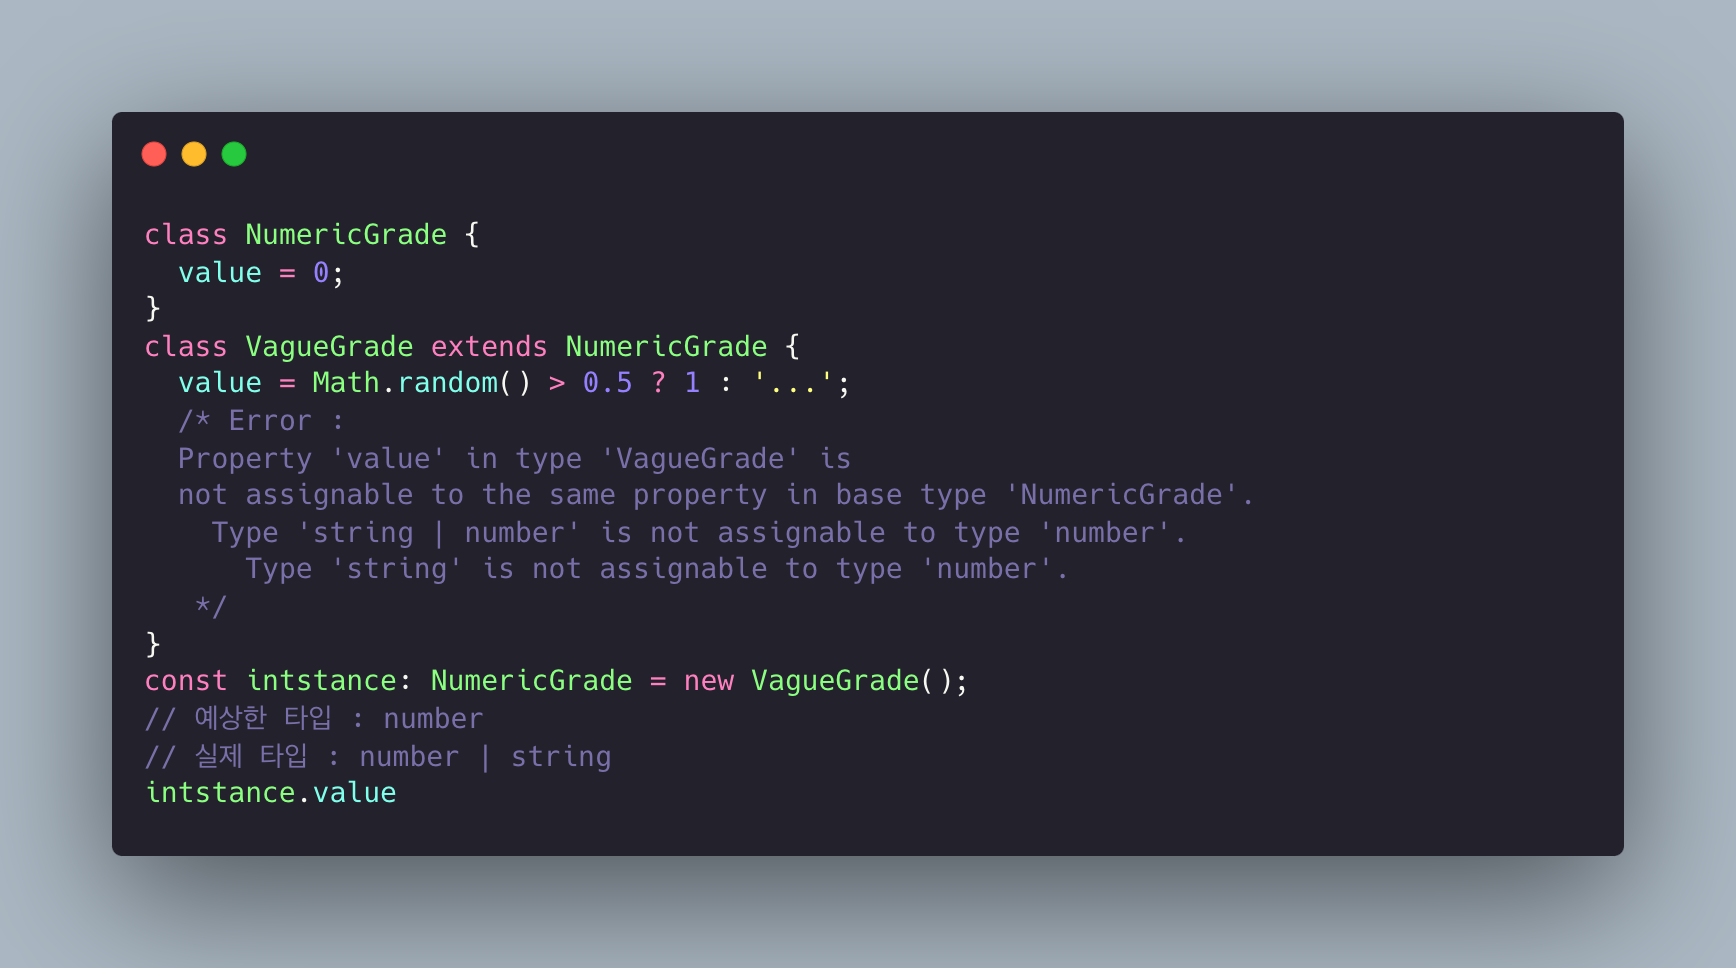 class NumericGrade {
  value = 0;
}
class VagueGrade extends NumericGrade {
  value = Math.random() > 0.5 ? 1 : '...';
  /* Error :
  Property 'value' in type 'VagueGrade' is
  not assignable to the same property in base type 'NumericGrade'.
    Type 'string | number' is not assignable to type 'number'.
      Type 'string' is not assignable to type 'number'.
   */
}
const intstance: NumericGrade = new VagueGrade();
// 예상한 타입 : number
// 실제 타입 : number | string
intstance.value